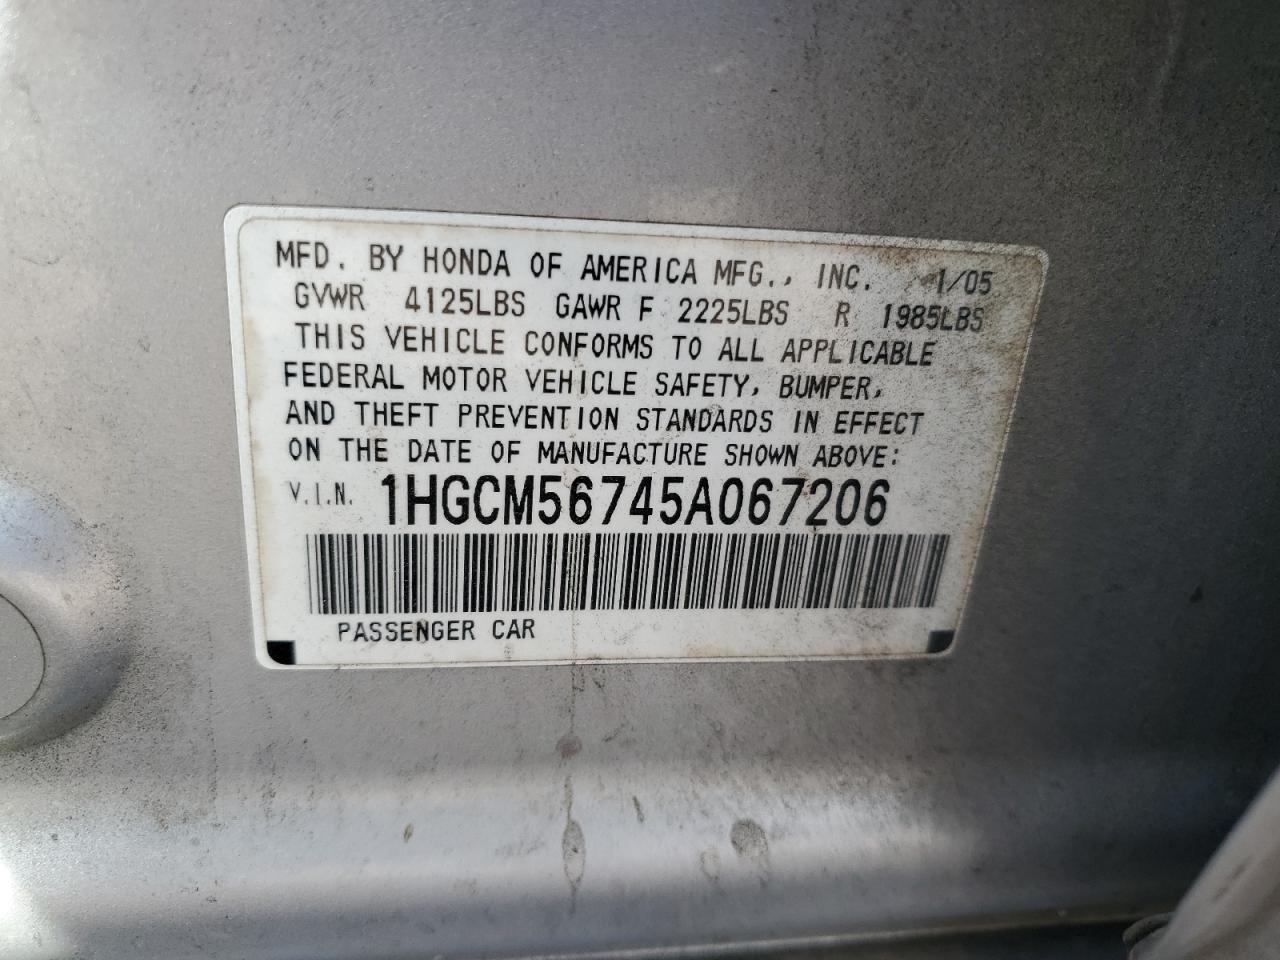 MFD. BY HONDA OF AMERICA MFG., INC. 1/05
GVWR 4125LBS GAWR F 2225LBS R 1985LBS
THIS VEHICLE CONFORMS TO ALL APPLICABLE
FEDERAL MOTOR VEHICLE SAFETY, BUMPER,
AND THEFT PREVENTION STANDARDS IN EFFECT
ON THE DATE OF MANUFACTURE SHOWN ABOVE:
V.I.N. 1HGCM56745A067206
PASSENGER CAR